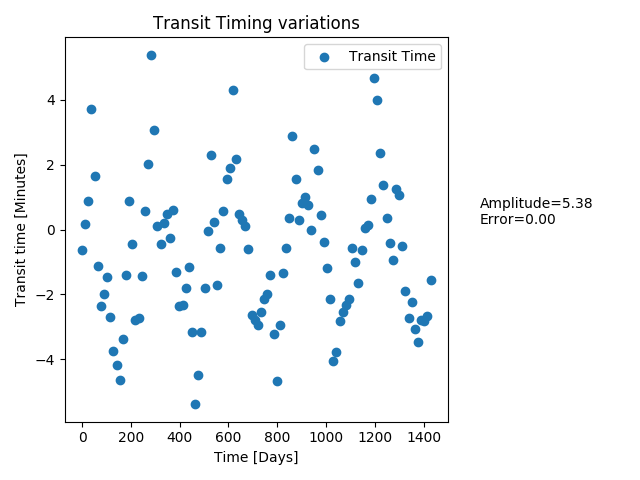 Transit Timing variations
Transit Time
4
2
0
−2
−4
Transit time [Minutes]
Amplitude=5.38
Error=0.00
0 200 400 600 800 1000 1200 1400
Time [Days]